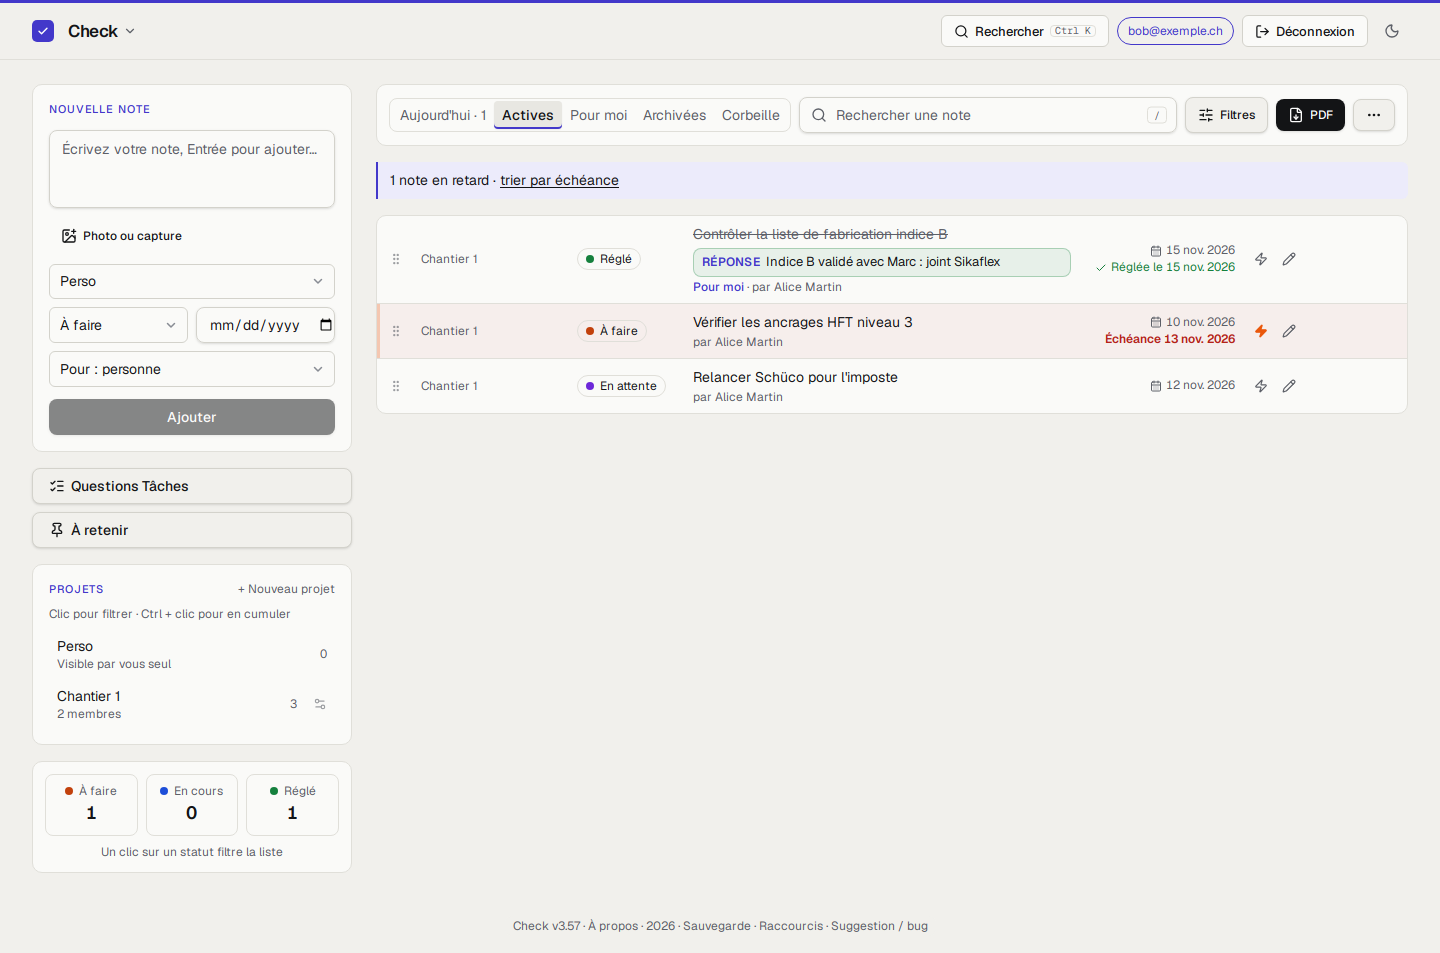 Check
Rechercher Ctrl K
bob@exemple.ch
Déconnexion
NOUVELLE NOTE
Écrivez votre note, Entrée pour ajouter...
Photo ou capture
Perso
À faire
mm/dd/yyyy
Pour : personne
Ajouter
Questions Tâches
À retenir
PROJETS
+ Nouveau projet
Clic pour filtrer · Ctrl + clic pour en cumuler
Perso
Visible par vous seul
0
Chantier 1
2 membres
3
À faire
1
En cours
0
Réglé
1
Un clic sur un statut filtre la liste
Aujourd'hui · 1
Actives
Pour moi
Archivées
Corbeille
Rechercher une note
/
Filtres
PDF
1 note en retard · trier par échéance
Chantier 1
Réglé
Contrôler la liste de fabrication indice B
RÉPONSE Indice B validé avec Marc : joint Sikaflex
Pour moi · par Alice Martin
15 nov. 2026
Réglée le 15 nov. 2026
Chantier 1
À faire
Vérifier les ancrages HFT niveau 3
par Alice Martin
10 nov. 2026
Échéance 13 nov. 2026
Chantier 1
En attente
Relancer Schüco pour l'imposte
par Alice Martin
12 nov. 2026
Check v3.57 · À propos · 2026 · Sauvegarde · Raccourcis · Suggestion / bug